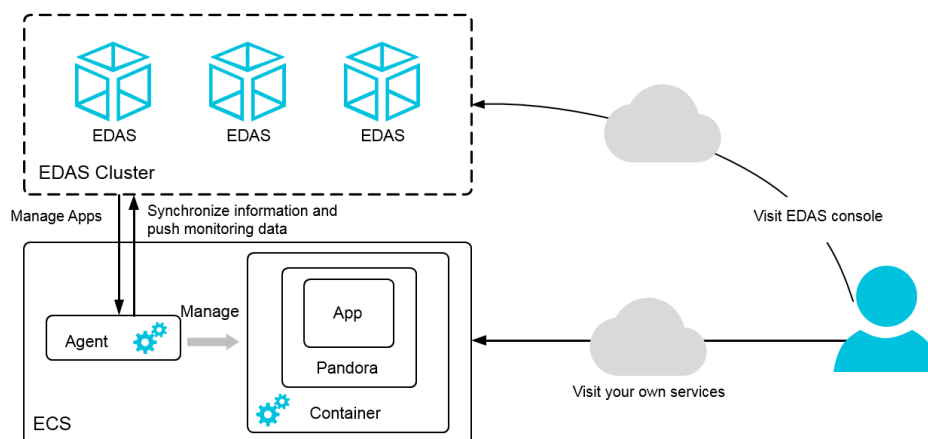 EDAS
EDAS
EDAS
EDAS Cluster
Manage Apps
Synchronize information and
push monitoring data
Visit EDAS console
Manage
App
Agent
Pandora
Visit your own services
Container
ECS